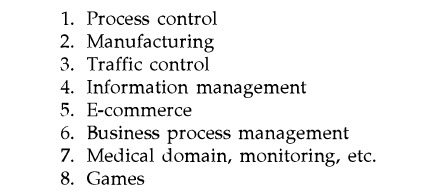 1. Process control
2. Manufacturing
3. Traffic control
4. Information management
5. E-commerce
6. Business process management
7. Medical domain, monitoring, etc.
8. Games